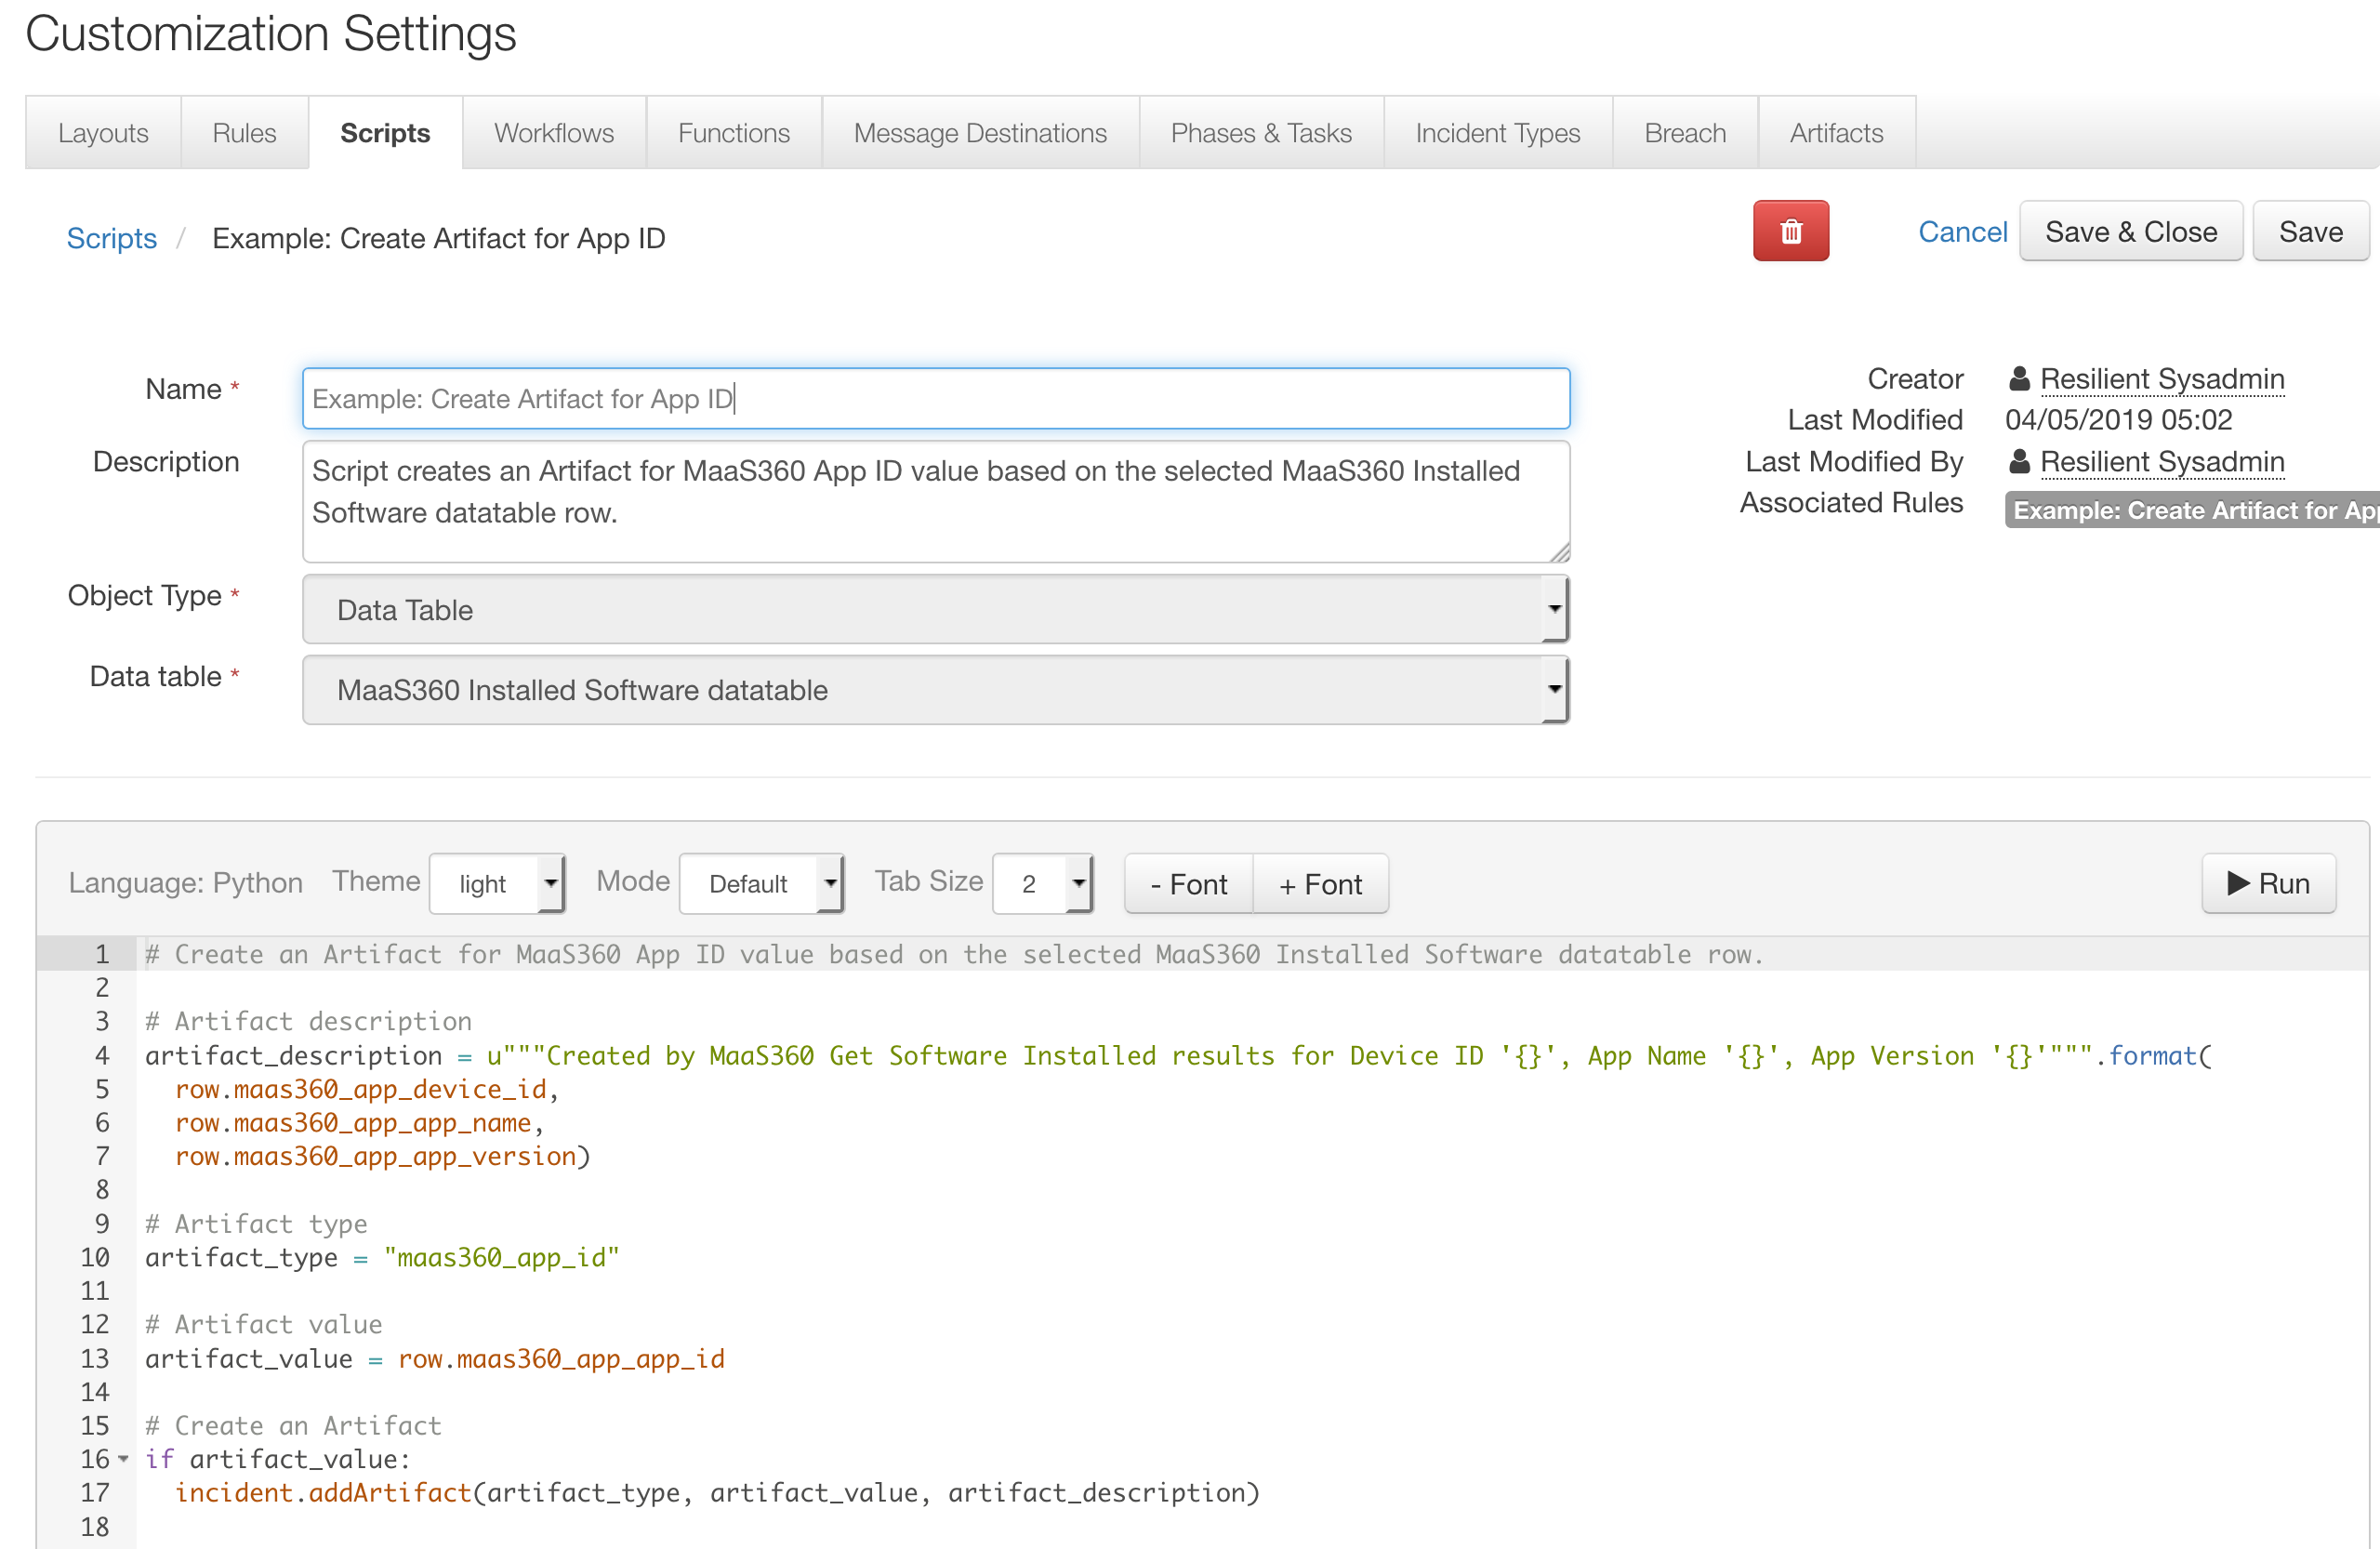 Customization Settings
Layouts Rules Scripts Workflows Functions Message Destinations Phases & Tasks Incident Types Breach Artifacts
Scripts / Example: Create Artifact for App ID Cancel Save & Close Save
Name * Example: Create Artifact for App ID
Description Script creates an Artifact for MaaS360 App ID value based on the selected MaaS360 Installed
Software datatable row.
Object Type * Data Table
Data table * MaaS360 Installed Software datatable
Creator Resilient Sysadmin
Last Modified 04/05/2019 05:02
Last Modified By Resilient Sysadmin
Associated Rules Example: Create Artifact for App
Language: Python Theme light Mode Default Tab Size 2 - Font + Font Run
1 # Create an Artifact for MaaS360 App ID value based on the selected MaaS360 Installed Software datatable row.
2
3 # Artifact description
4 artifact_description = u"""Created by MaaS360 Get Software Installed results for Device ID '{}', App Name '{}', App Version '{}'""".format(
5   row.maas360_app_device_id,
6   row.maas360_app_app_name,
7   row.maas360_app_app_version)
8
9 # Artifact type
10 artifact_type = "maas360_app_id"
11
12 # Artifact value
13 artifact_value = row.maas360_app_app_id
14
15 # Create an Artifact
16 if artifact_value:
17   incident.addArtifact(artifact_type, artifact_value, artifact_description)
18